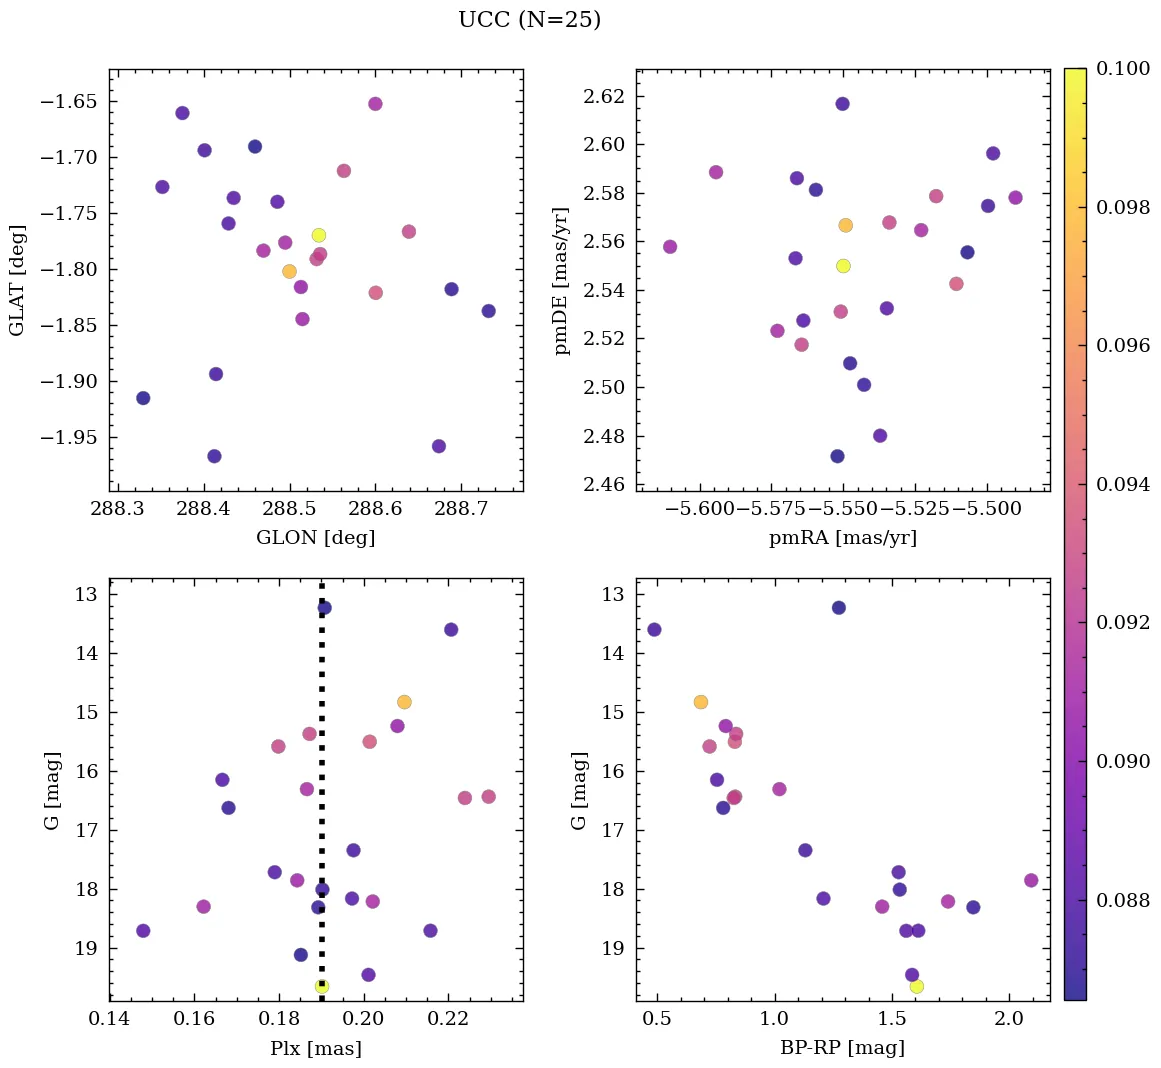 UCC (N=25)
−1.65
−1.70
−1.75
−1.80
−1.85
−1.90
−1.95
GLAT [deg]
288.3 288.4 288.5 288.6 288.7
GLON [deg]
2.62
2.60
2.58
2.56
2.54
2.52
2.50
2.48
2.46
pmDE [mas/yr]
−5.600 −5.575 −5.550 −5.525 −5.500
pmRA [mas/yr]
0.100
0.098
0.096
0.094
0.092
0.090
0.088
13
14
15
16
17
18
19
G [mag]
0.14 0.16 0.18 0.20 0.22
Plx [mas]
13
14
15
16
17
18
19
G [mag]
0.5 1.0 1.5 2.0
BP-RP [mag]